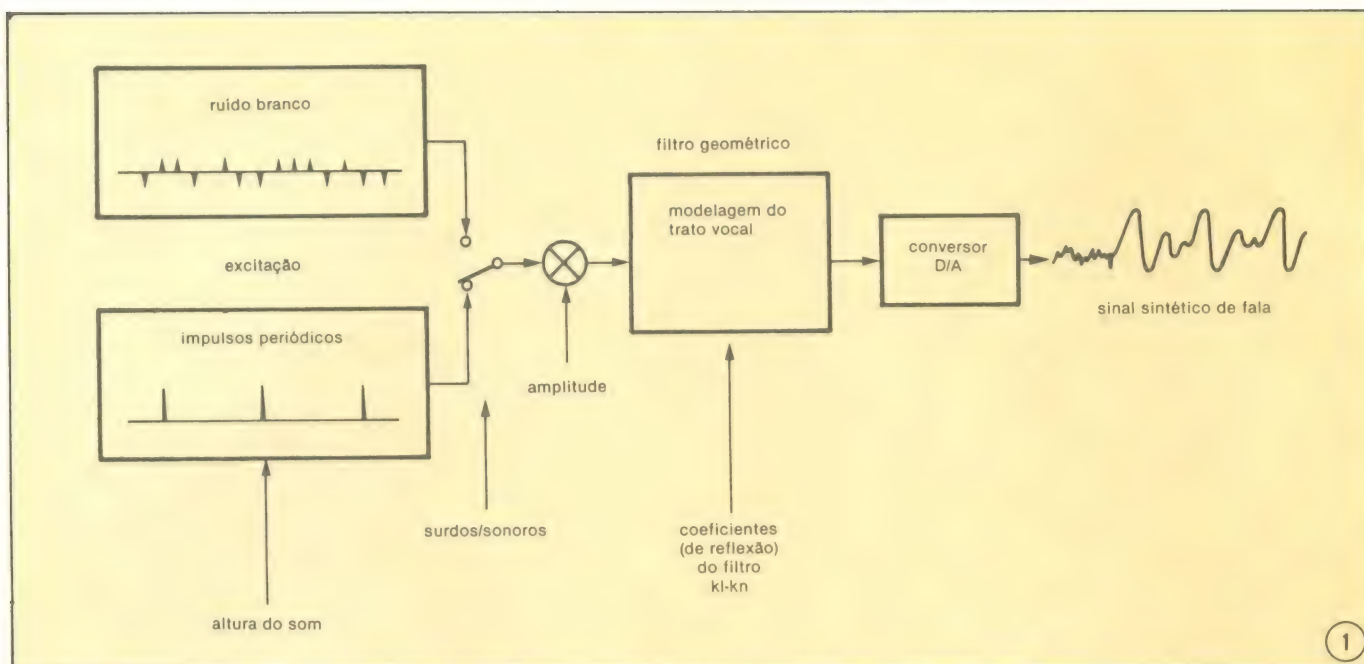 ruído branco
excitação
impulsos periódicos
altura do som
surdos/sonoros
amplitude
filtro geométrico
modelagem do
trato vocal
coeficientes
(de reflexão)
do filtro
kl-kn
conversor
D/A
sinal sintético de fala
1